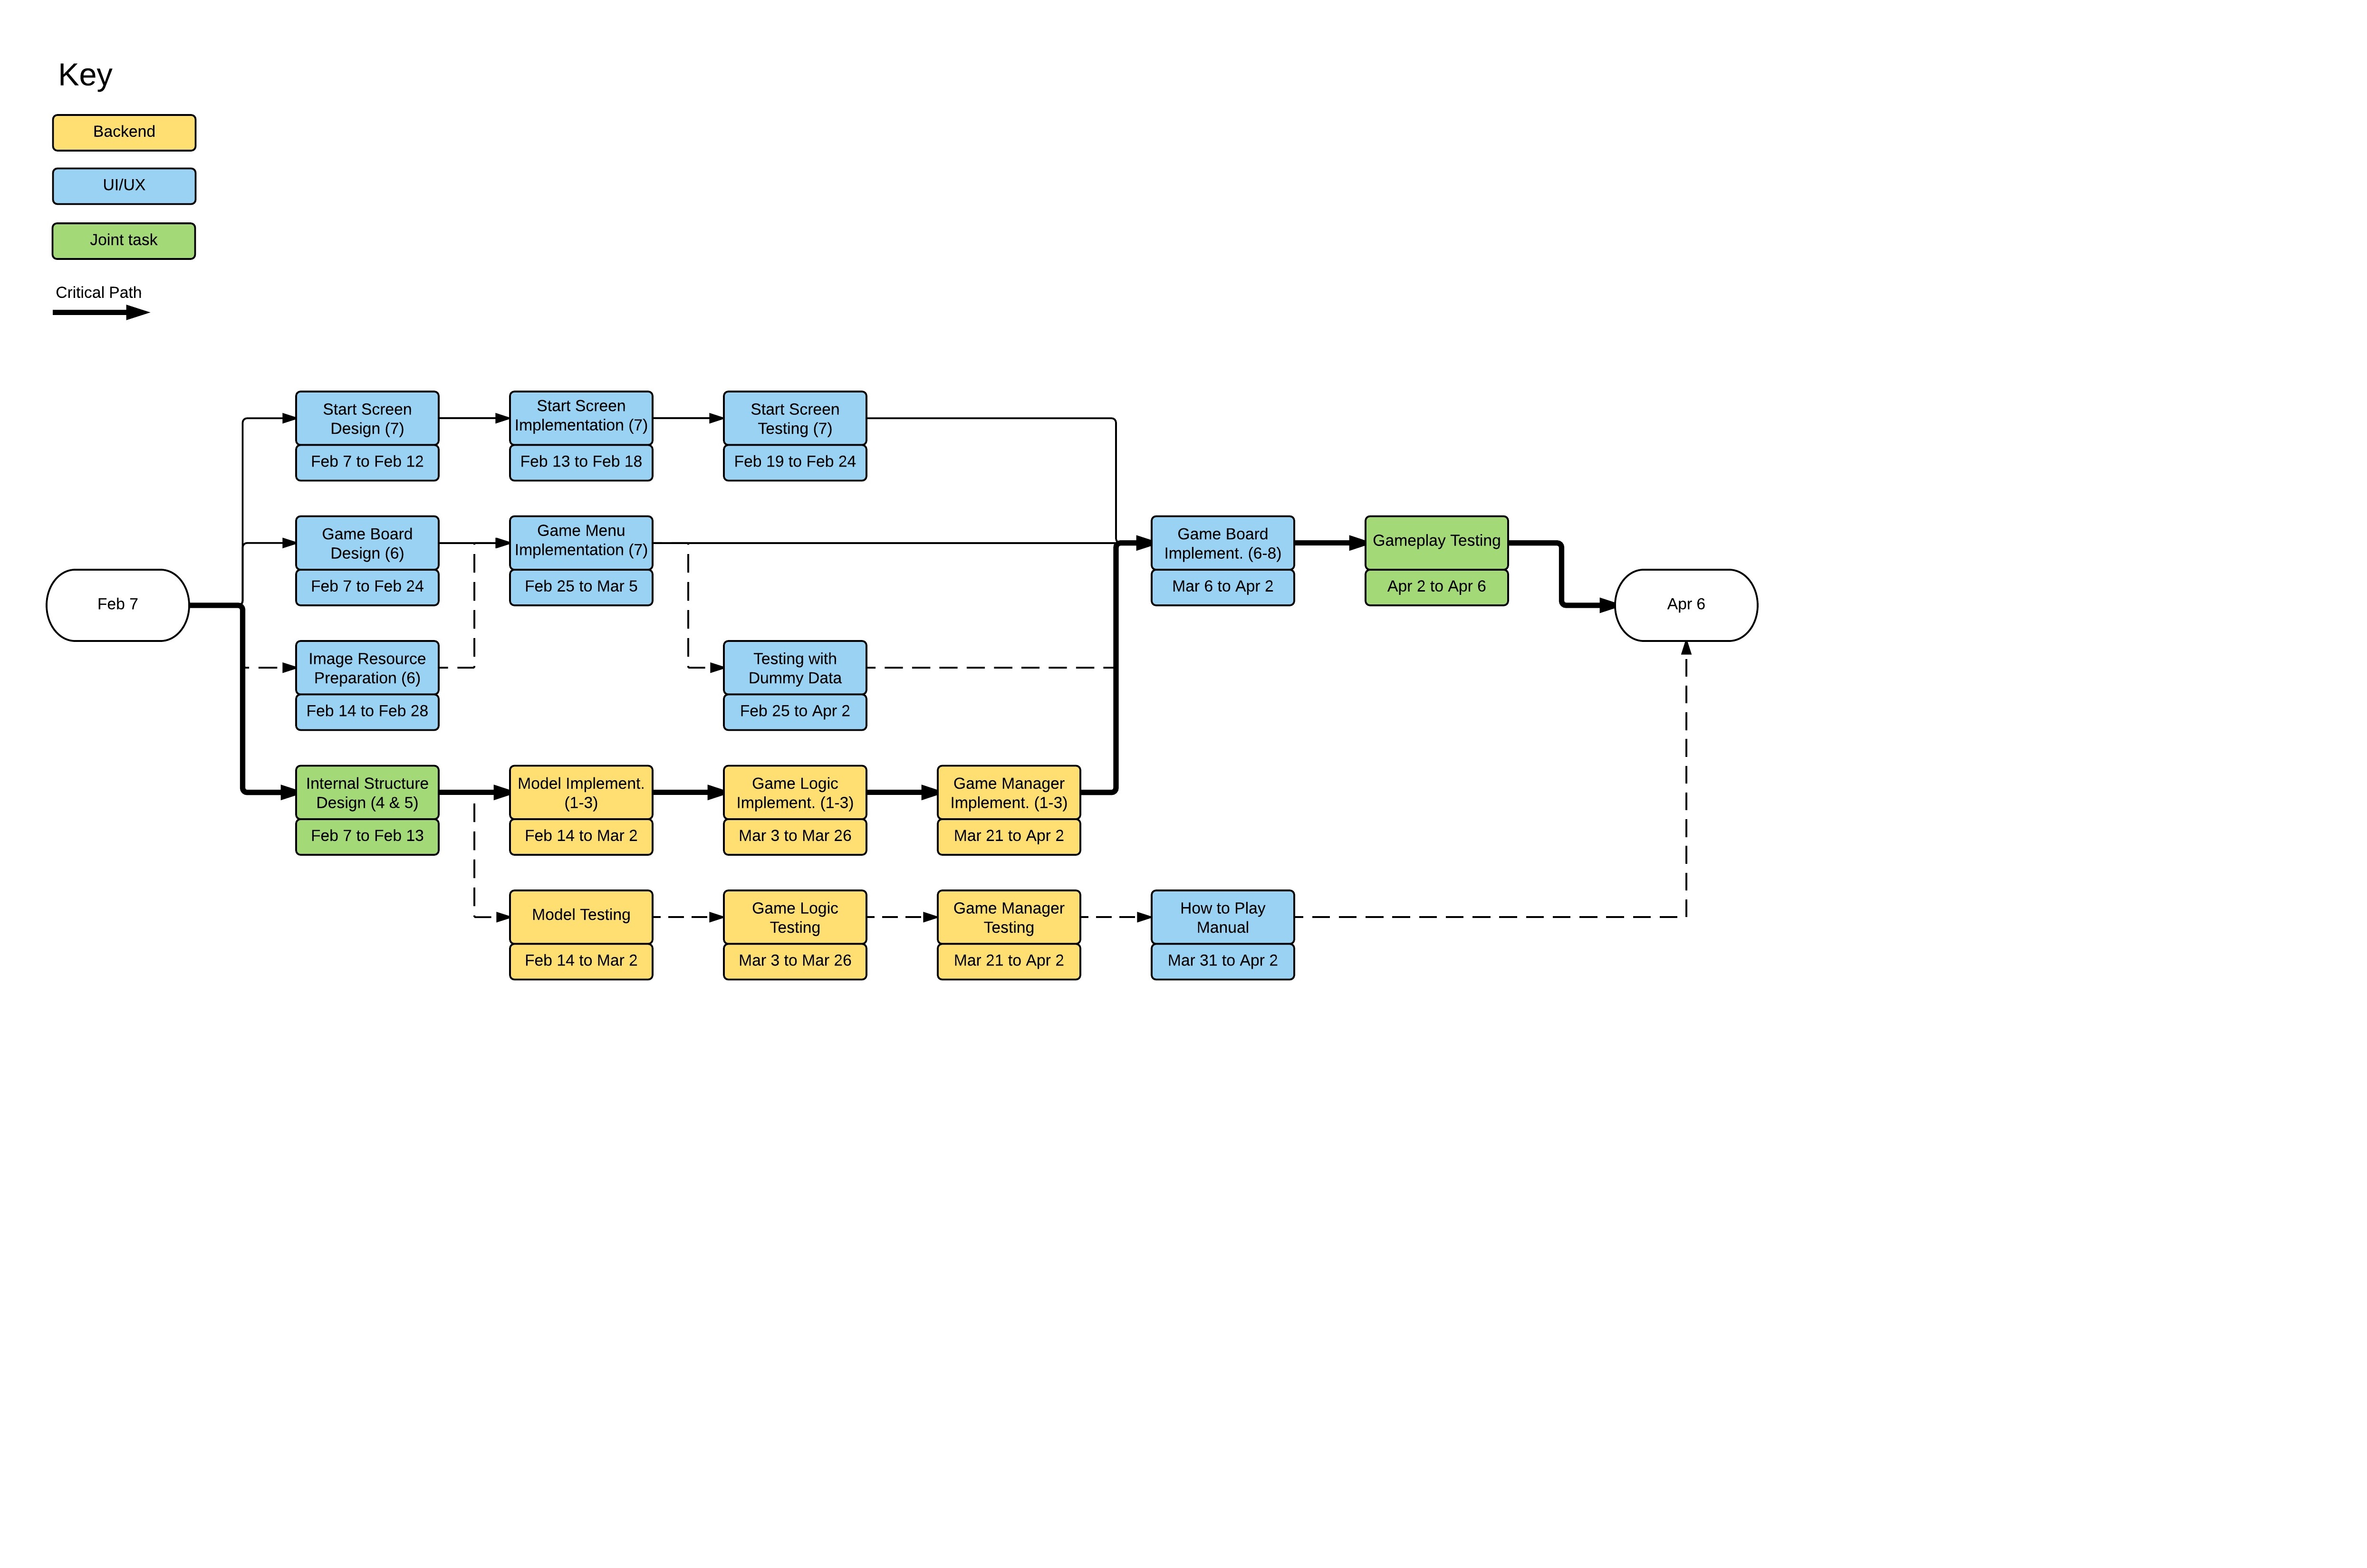 Key
Backend
UI/UX
Joint task
Critical Path
Start Screen
Design (7)
Feb 7 to Feb 12
Start Screen
Implementation (7)
Feb 13 to Feb 18
Start Screen
Testing (7)
Feb 19 to Feb 24
Game Board
Design (6)
Feb 7 to Feb 24
Game Menu
Implementation (7)
Feb 25 to Mar 5
Game Board
Implement. (6-8)
Mar 6 to Apr 2
Gameplay Testing
Apr 2 to Apr 6
Feb 7
Apr 6
Image Resource
Preparation (6)
Feb 14 to Feb 28
Testing with
Dummy Data
Feb 25 to Apr 2
Internal Structure
Design (4 & 5)
Feb 7 to Feb 13
Model Implement.
(1-3)
Feb 14 to Mar 2
Game Logic
Implement. (1-3)
Mar 3 to Mar 26
Game Manager
Implement. (1-3)
Mar 21 to Apr 2
Model Testing
Feb 14 to Mar 2
Game Logic
Testing
Mar 3 to Mar 26
Game Manager
Testing
Mar 21 to Apr 2
How to Play
Manual
Mar 31 to Apr 2